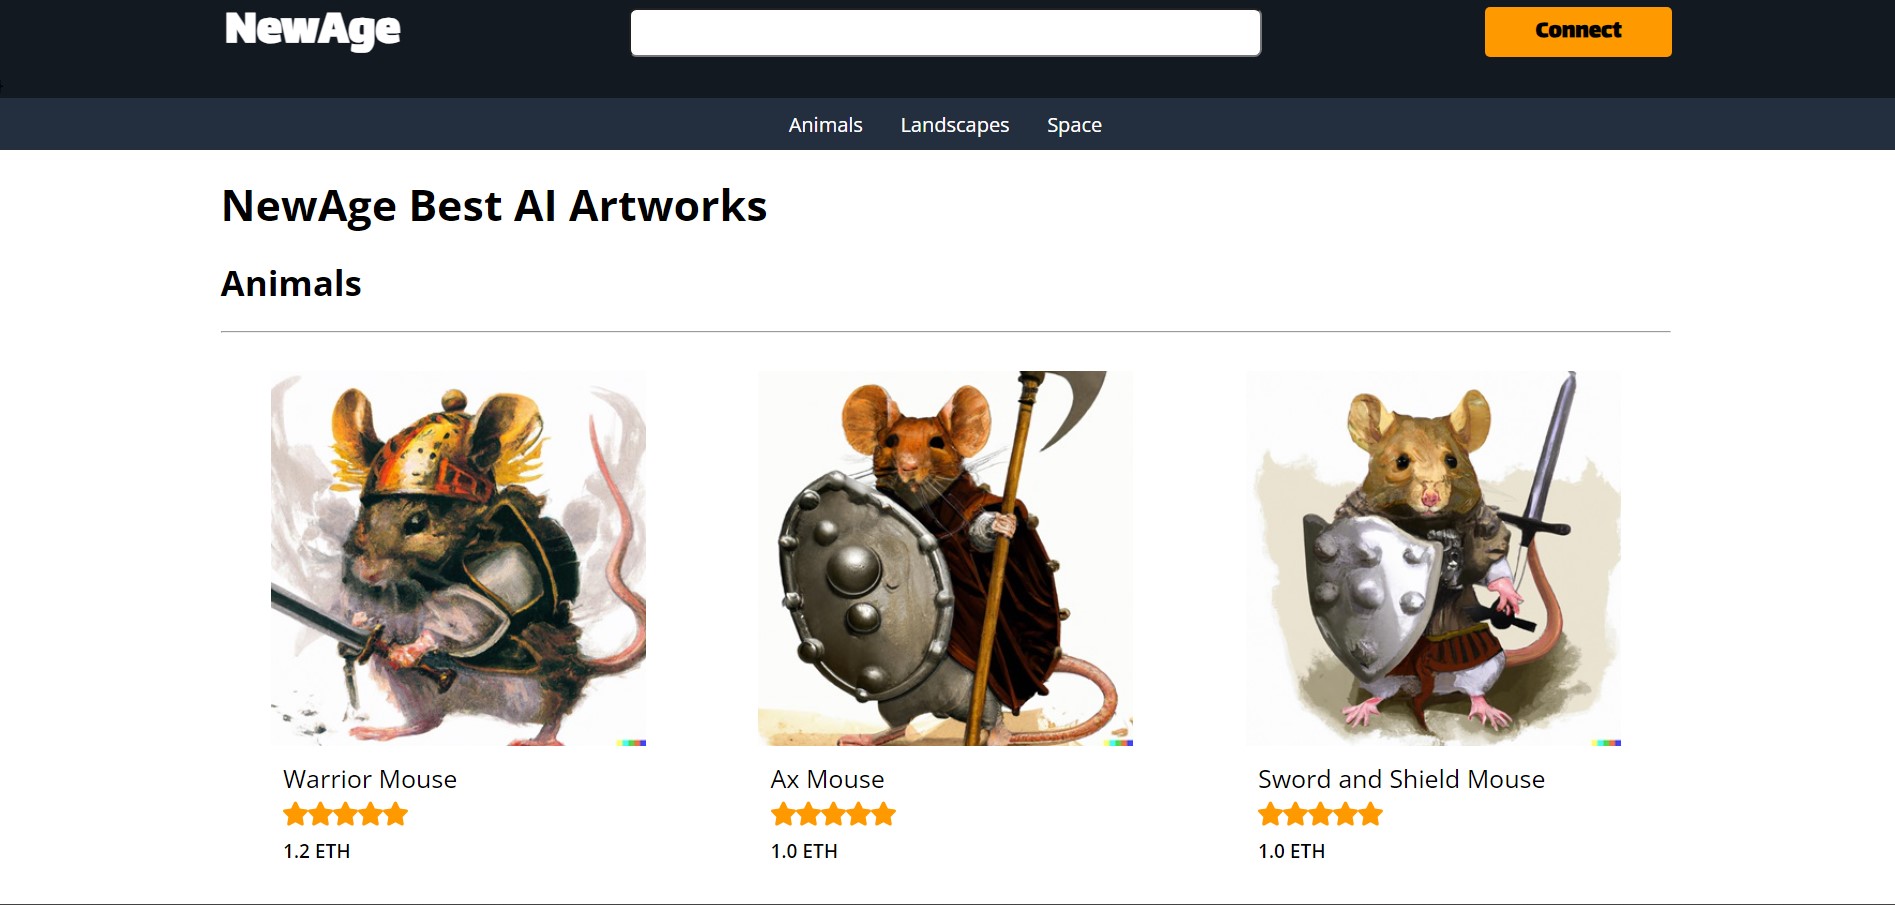 NewAge
Connect
Animals Landscapes Space
NewAge Best AI Artworks
Animals
Warrior Mouse
1.2 ETH
Ax Mouse
1.0 ETH
Sword and Shield Mouse
1.0 ETH